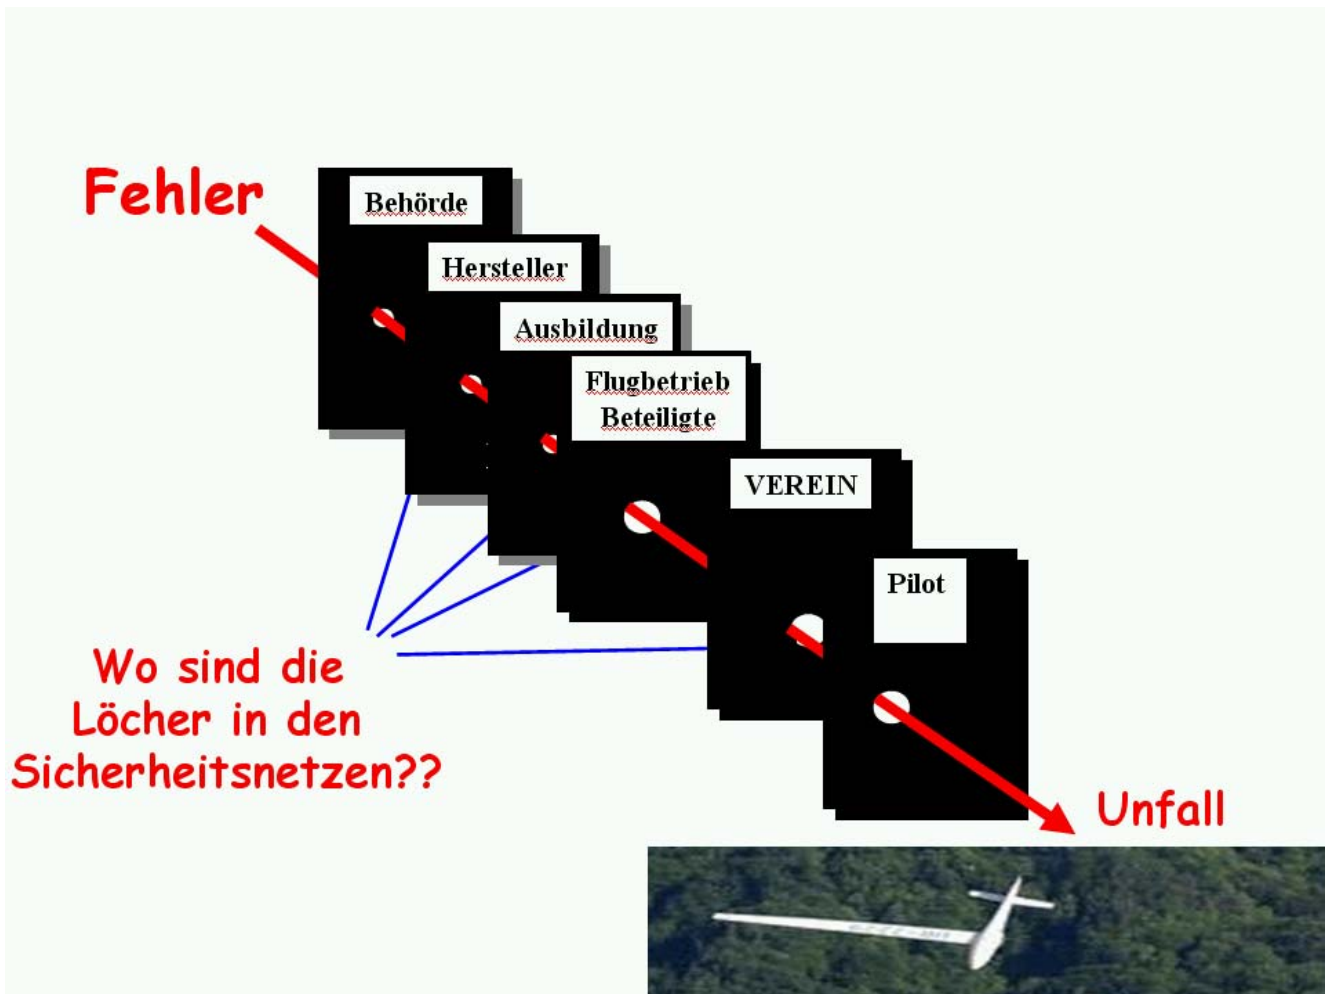 Fehler
Behörde
Hersteller
Ausbildung
Flugbetrieb
Beteiligte
VEREIN
Pilot
Wo sind die
Löcher in den
Sicherheitsnetzen??
Unfall